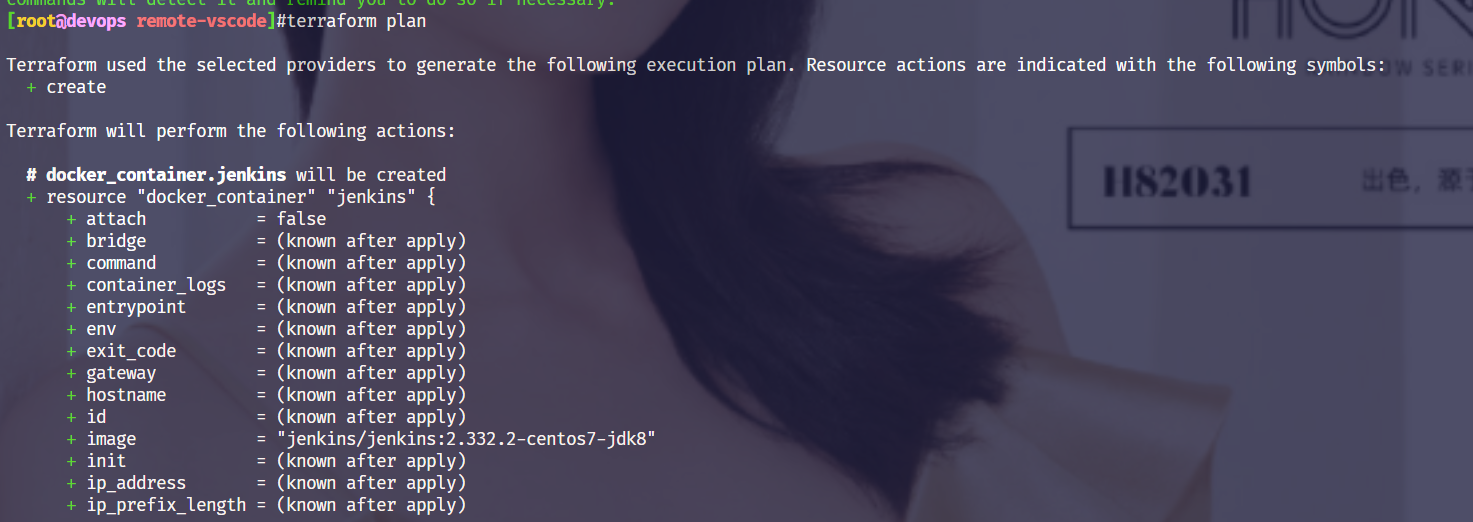 commands will detect it and remind you to do so if necessary.
[root@devops remote-vscode]#terraform plan
Terraform used the selected providers to generate the following execution plan. Resource actions are indicated with the following symbols:
+ create
Terraform will perform the following actions:
# docker_container.jenkins will be created
+ resource "docker_container" "jenkins" {
+ attach = false
+ bridge = (known after apply)
+ command = (known after apply)
+ container_logs = (known after apply)
+ entrypoint = (known after apply)
+ env = (known after apply)
+ exit_code = (known after apply)
+ gateway = (known after apply)
+ hostname = (known after apply)
+ id = (known after apply)
+ image = "jenkins/jenkins:2.332.2-centos7-jdk8"
+ init = (known after apply)
+ ip_address = (known after apply)
+ ip_prefix_length = (known after apply)
H82031
出色，源于